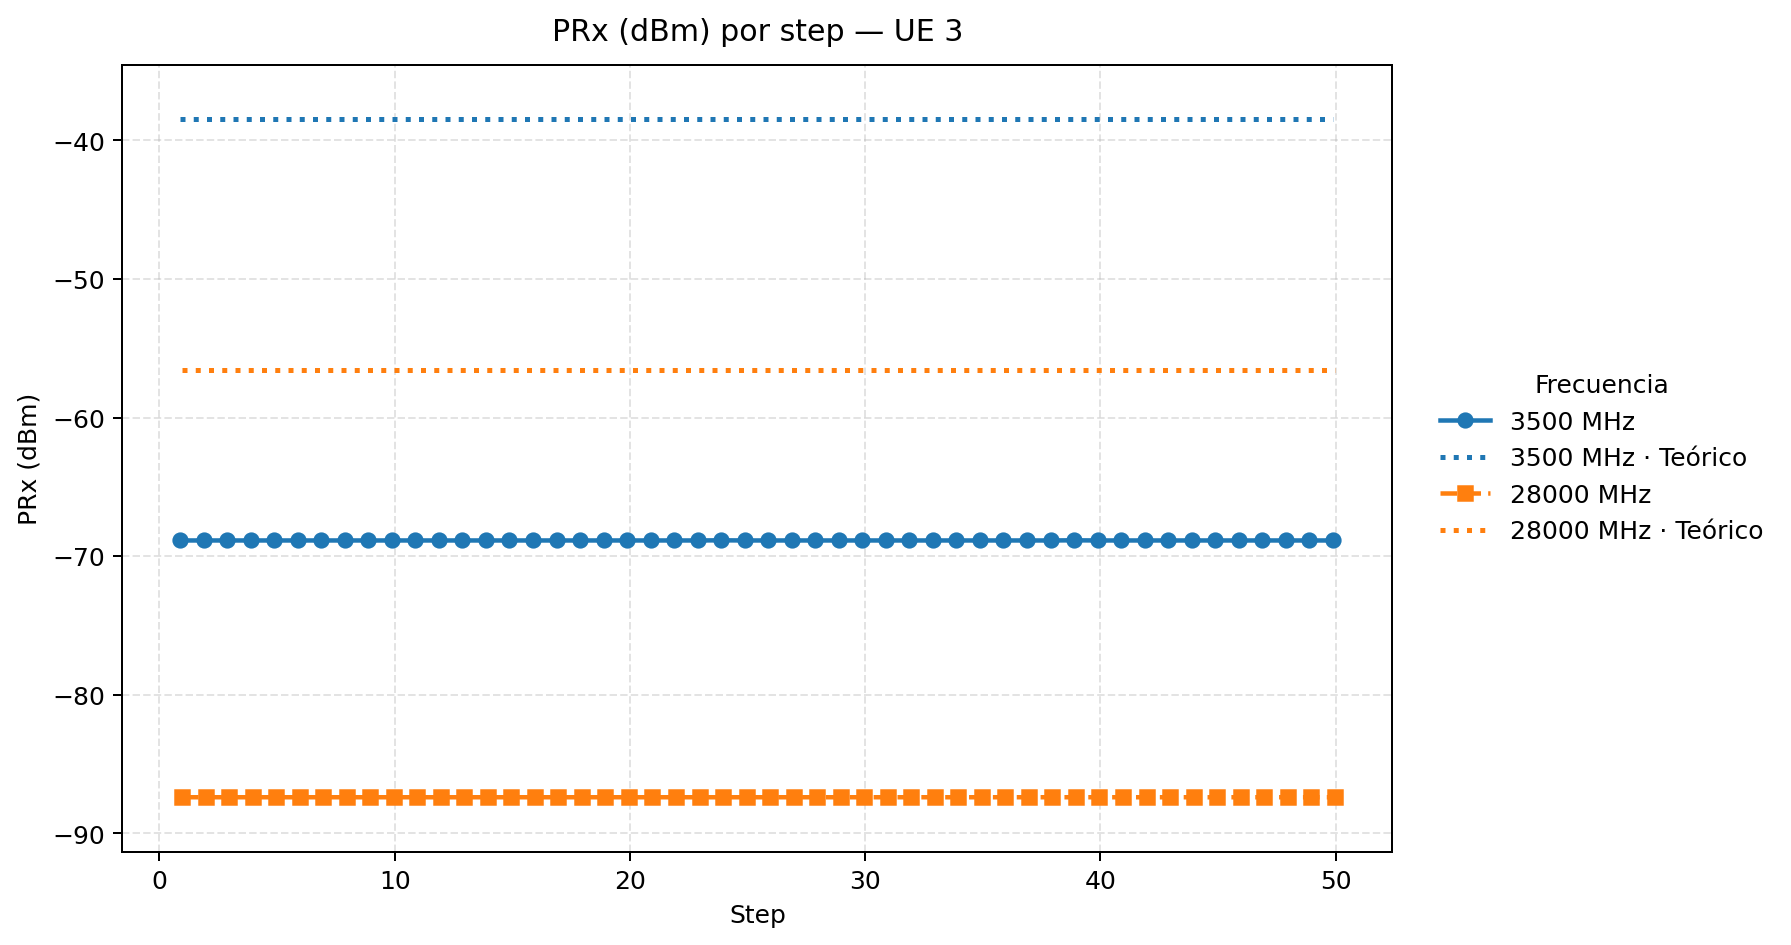 PRx (dBm) por step — UE 3
PRx (dBm)
−40
−50
−60
−70
−80
−90
0
10
20
30
40
50
Step
Frecuencia
3500 MHz
3500 MHz · Teórico
28000 MHz
28000 MHz · Teórico